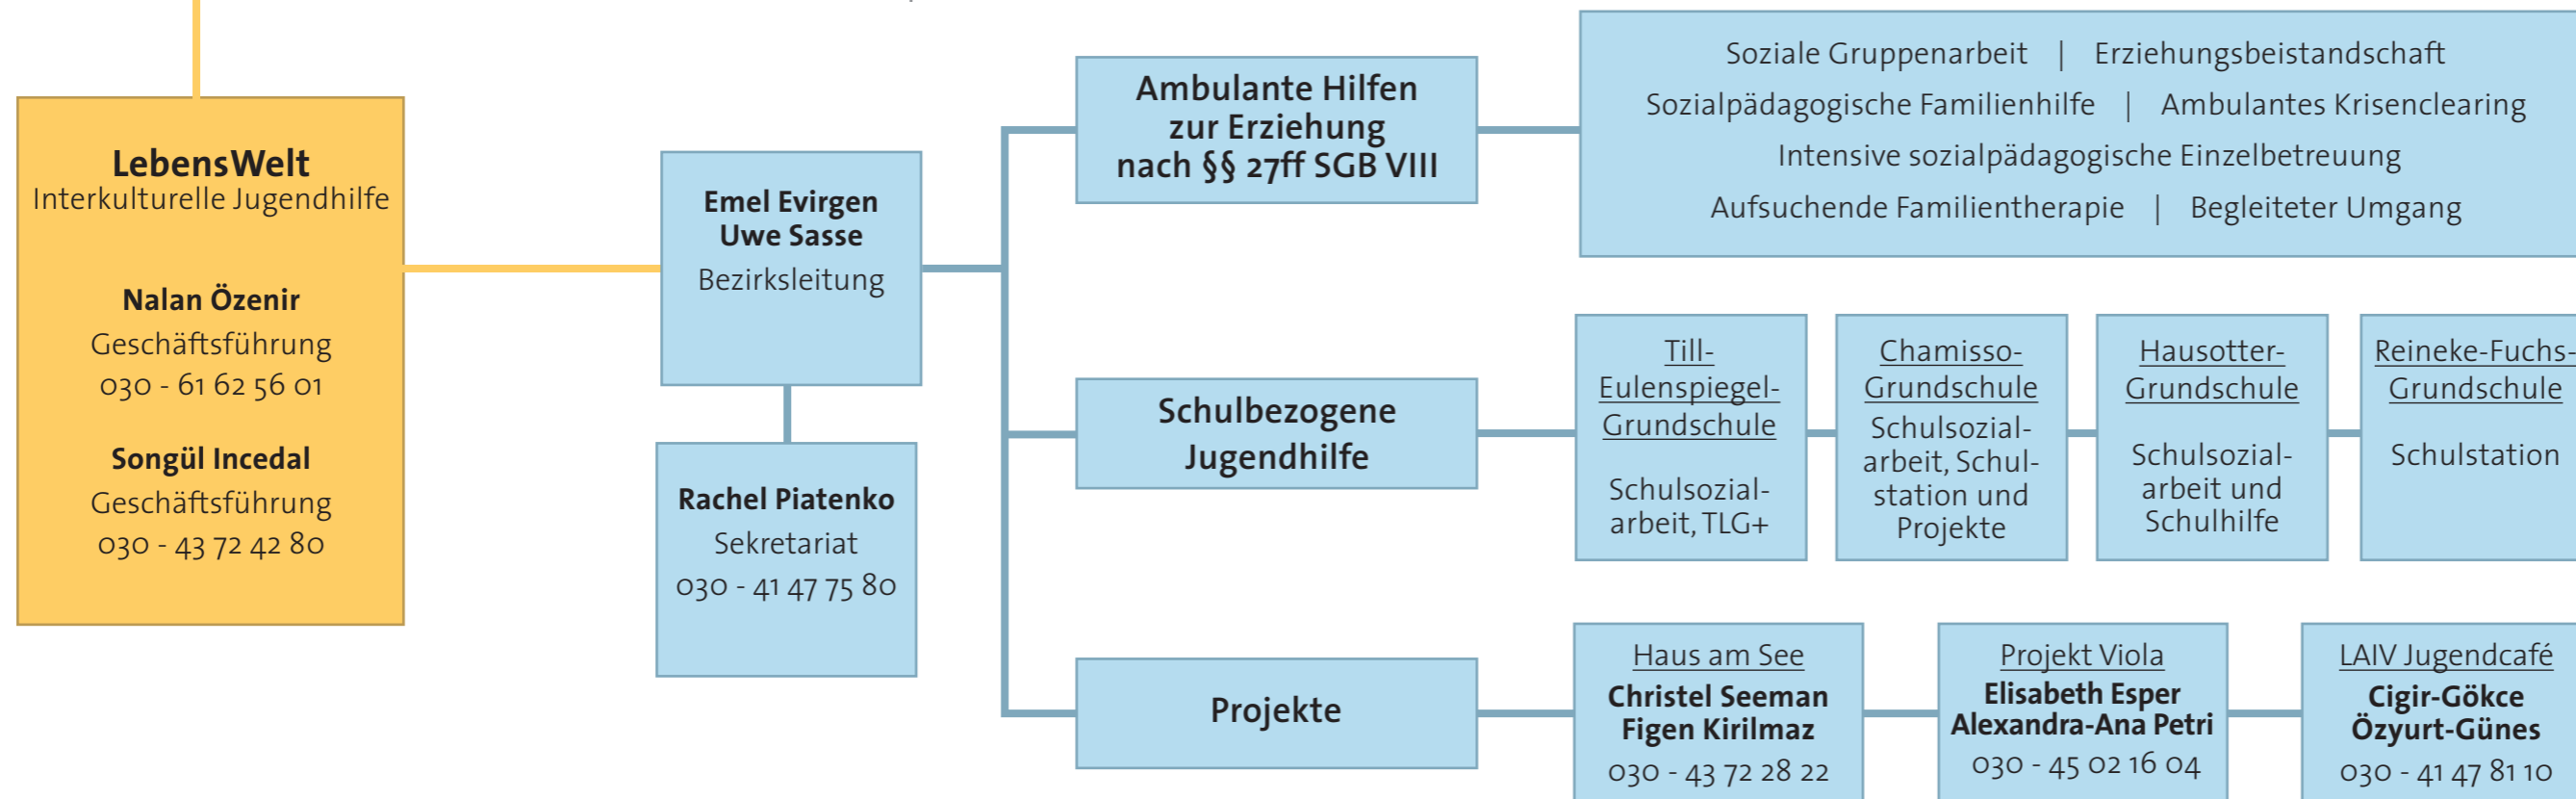 LebensWelt
Interkulturelle Jugendhilfe
Nalan Özenir
Geschäftsführung
030 - 61 62 56 01
Songül Incedal
Geschäftsführung
030 - 43 72 42 80
Emel Evirgen
Uwe Sasse
Bezirksleitung
Rachel Piatenko
Sekretariat
030 - 41 47 75 80
Ambulante Hilfen
zur Erziehung
nach §§ 27ff SGB VIII
Soziale Gruppenarbeit | Erziehungsbeistandschaft
Sozialpädagogische Familienhilfe | Ambulantes Krisenclearing
Intensive sozialpädagogische Einzelbetreuung
Aufsuchende Familientherapie | Begleiteter Umgang
Schulbezogene
Jugendhilfe
Till-
Eulenspiegel-
Grundschule
Schulsozial-
arbeit, TLG+
Chamisso-
Grundschule
Schulsozial-
arbeit, Schul-
station und
Projekte
Hausotter-
Grundschule
Schulsozial-
arbeit und
Schulhilfe
Reineke-Fuchs-
Grundschule
Schulstation
Projekte
Haus am See
Christel Seeman
Figen Kirilmaz
030 - 43 72 28 22
Projekt Viola
Elisabeth Esper
Alexandra-Ana Petri
030 - 45 02 16 04
LAIV Jugendcafé
Cigir-Gökce
Özyurt-Günes
030 - 41 47 81 10